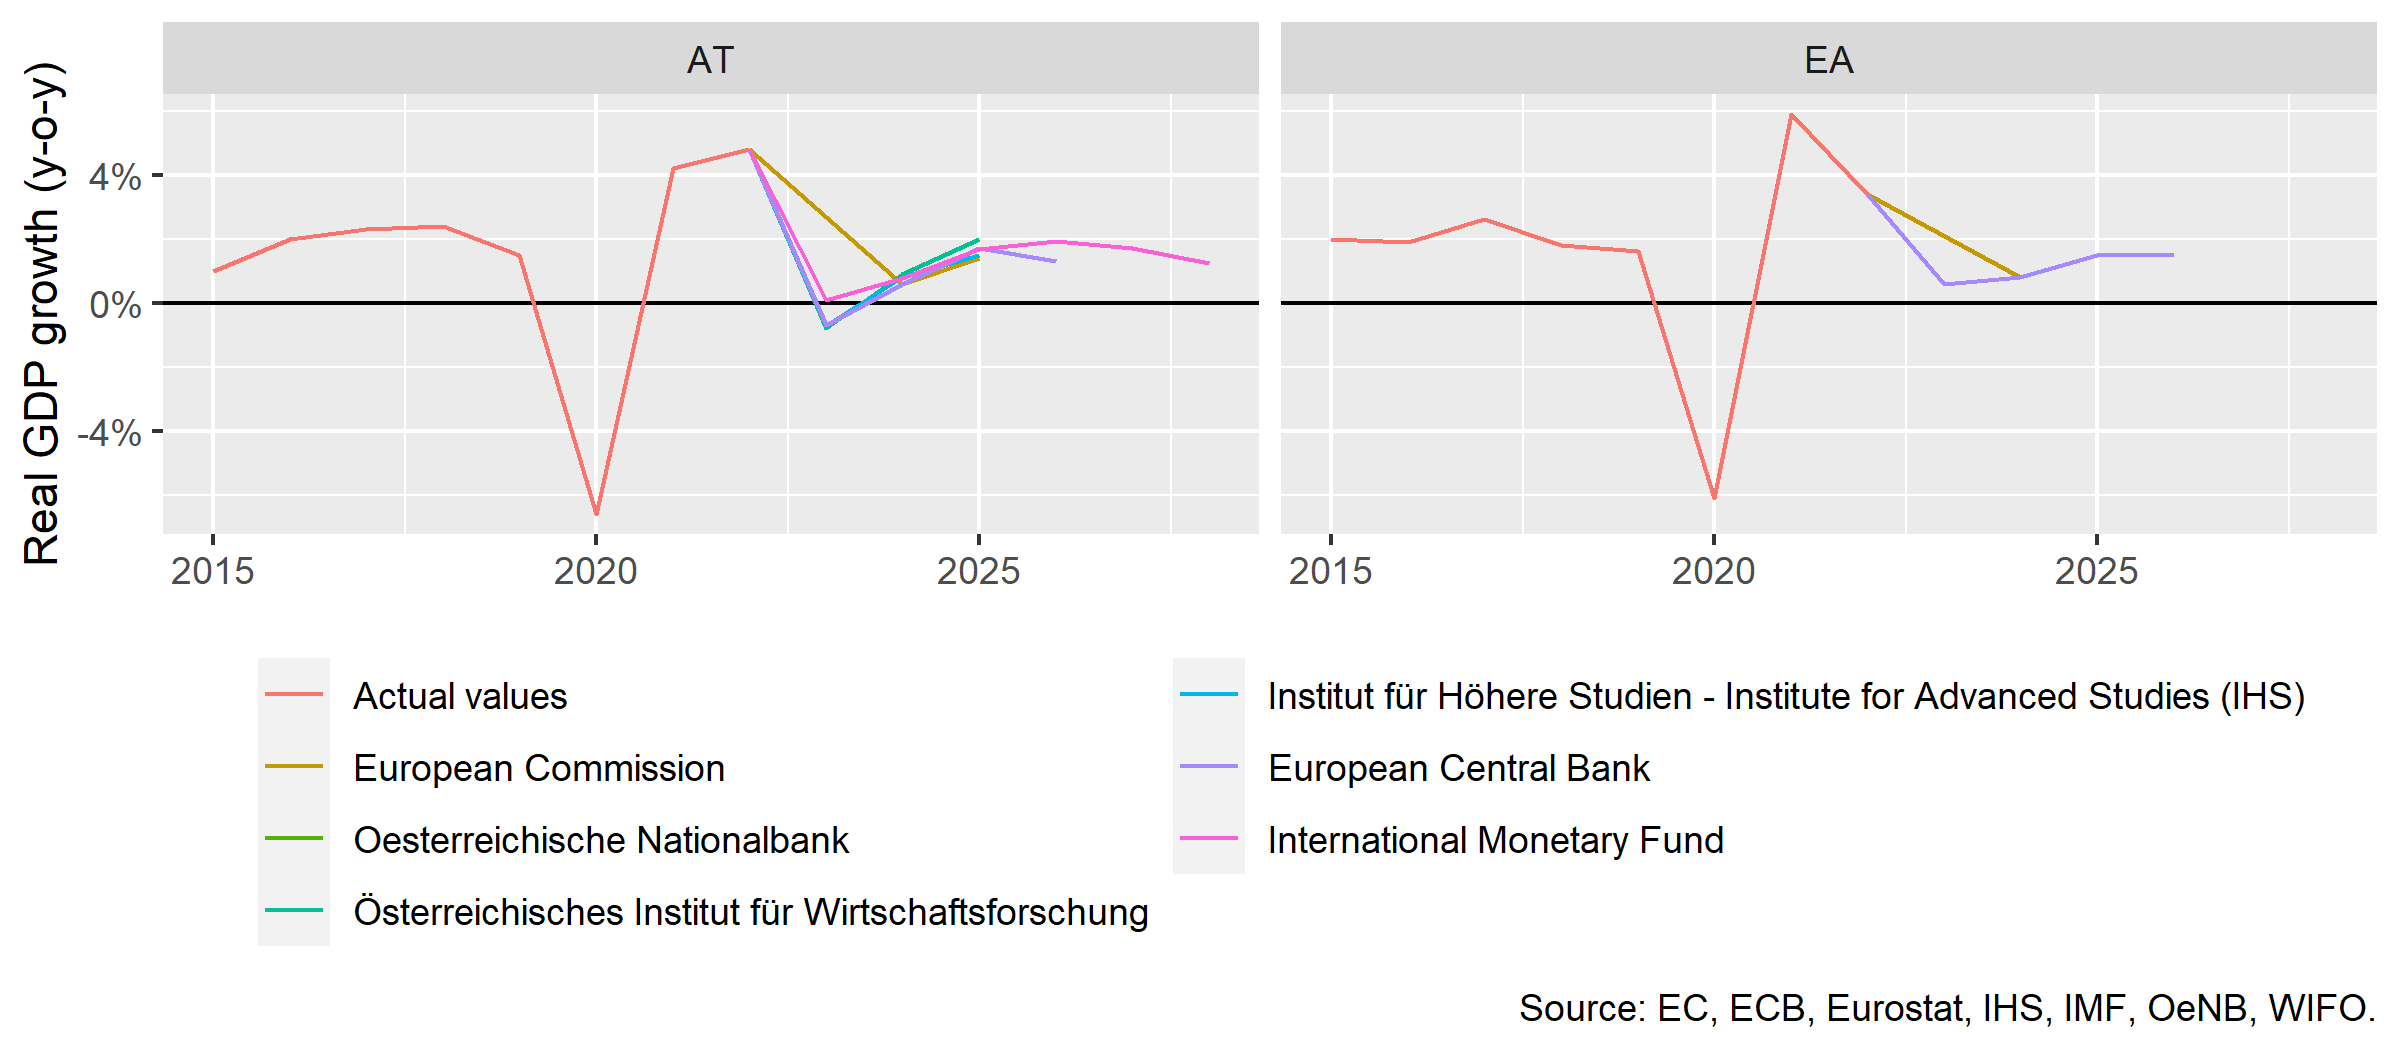 AT
EA
Real GDP growth (y-o-y)
4%
0%
-4%
2015
2020
2025
2015
2020
2025
Actual values
European Commission
Oesterreichische Nationalbank
Österreichisches Institut für Wirtschaftsforschung
Institut für Höhere Studien - Institute for Advanced Studies (IHS)
European Central Bank
International Monetary Fund
Source: EC, ECB, Eurostat, IHS, IMF, OeNB, WIFO.